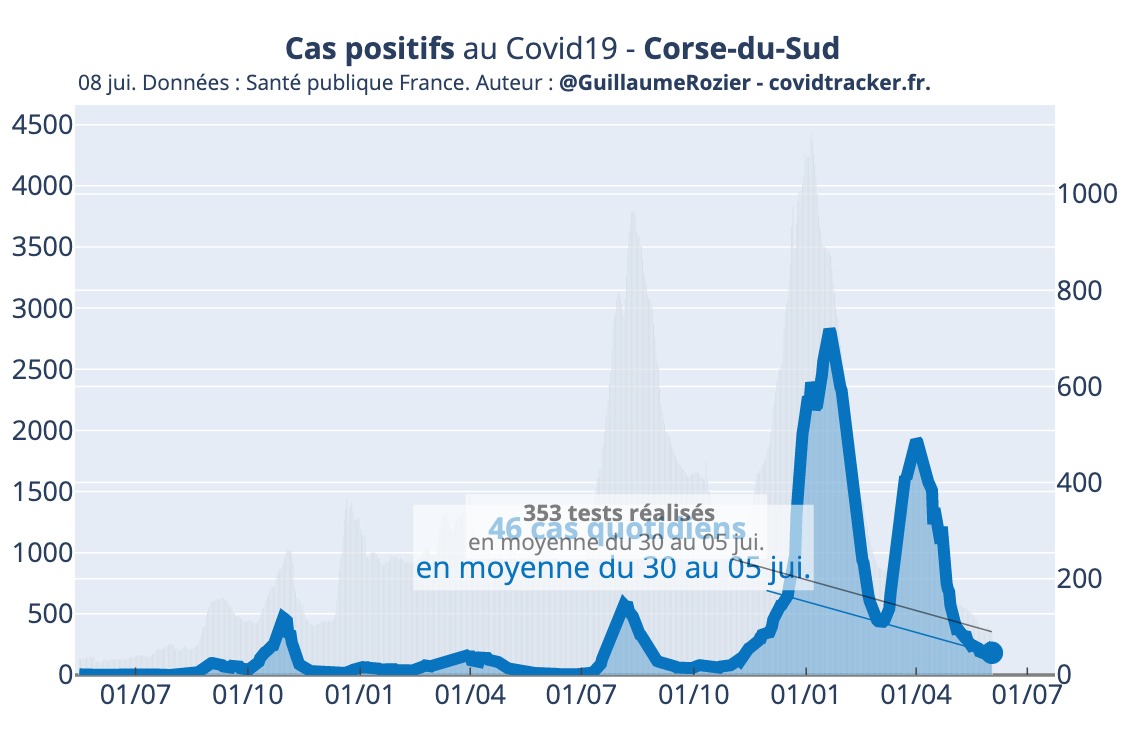 Cas positifs au Covid19 - Corse-du-Sud
08 jui. Données : Santé publique France. Auteur : @GuillaumeRozier - covidtracker.fr.
4500
4000
3500
3000
2500
2000
1500
1000
500
0
1000
800
600
400
200
0
353 tests réalisés
46 cas quotidiens
en moyenne du 30 au 05 jui.
en moyenne du 30 au 05 jui.
01/07 01/10 01/01 01/04 01/07 01/10 01/01 01/04 01/07